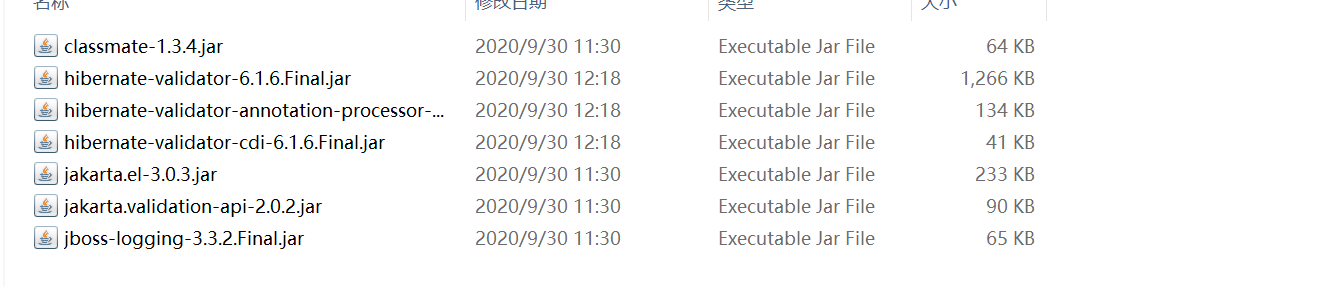 名称 修改日期 类型 大小
classmate-1.3.4.jar 2020/9/30 11:30 Executable Jar File 64 KB
hibernate-validator-6.1.6.Final.jar 2020/9/30 12:18 Executable Jar File 1,266 KB
hibernate-validator-annotation-processor-... 2020/9/30 12:18 Executable Jar File 134 KB
hibernate-validator-cdi-6.1.6.Final.jar 2020/9/30 12:18 Executable Jar File 41 KB
jakarta.el-3.0.3.jar 2020/9/30 11:30 Executable Jar File 233 KB
jakarta.validation-api-2.0.2.jar 2020/9/30 11:30 Executable Jar File 90 KB
jboss-logging-3.3.2.Final.jar 2020/9/30 11:30 Executable Jar File 65 KB